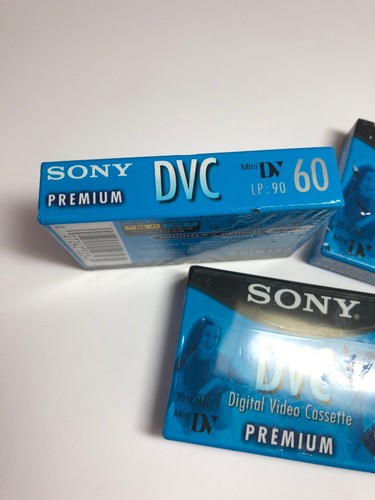 SONY
PREMIUM
DVC
Mini DV
LP: 90
60
SONY
DVC
Digital Video Cassette
Mini DV
PREMIUM